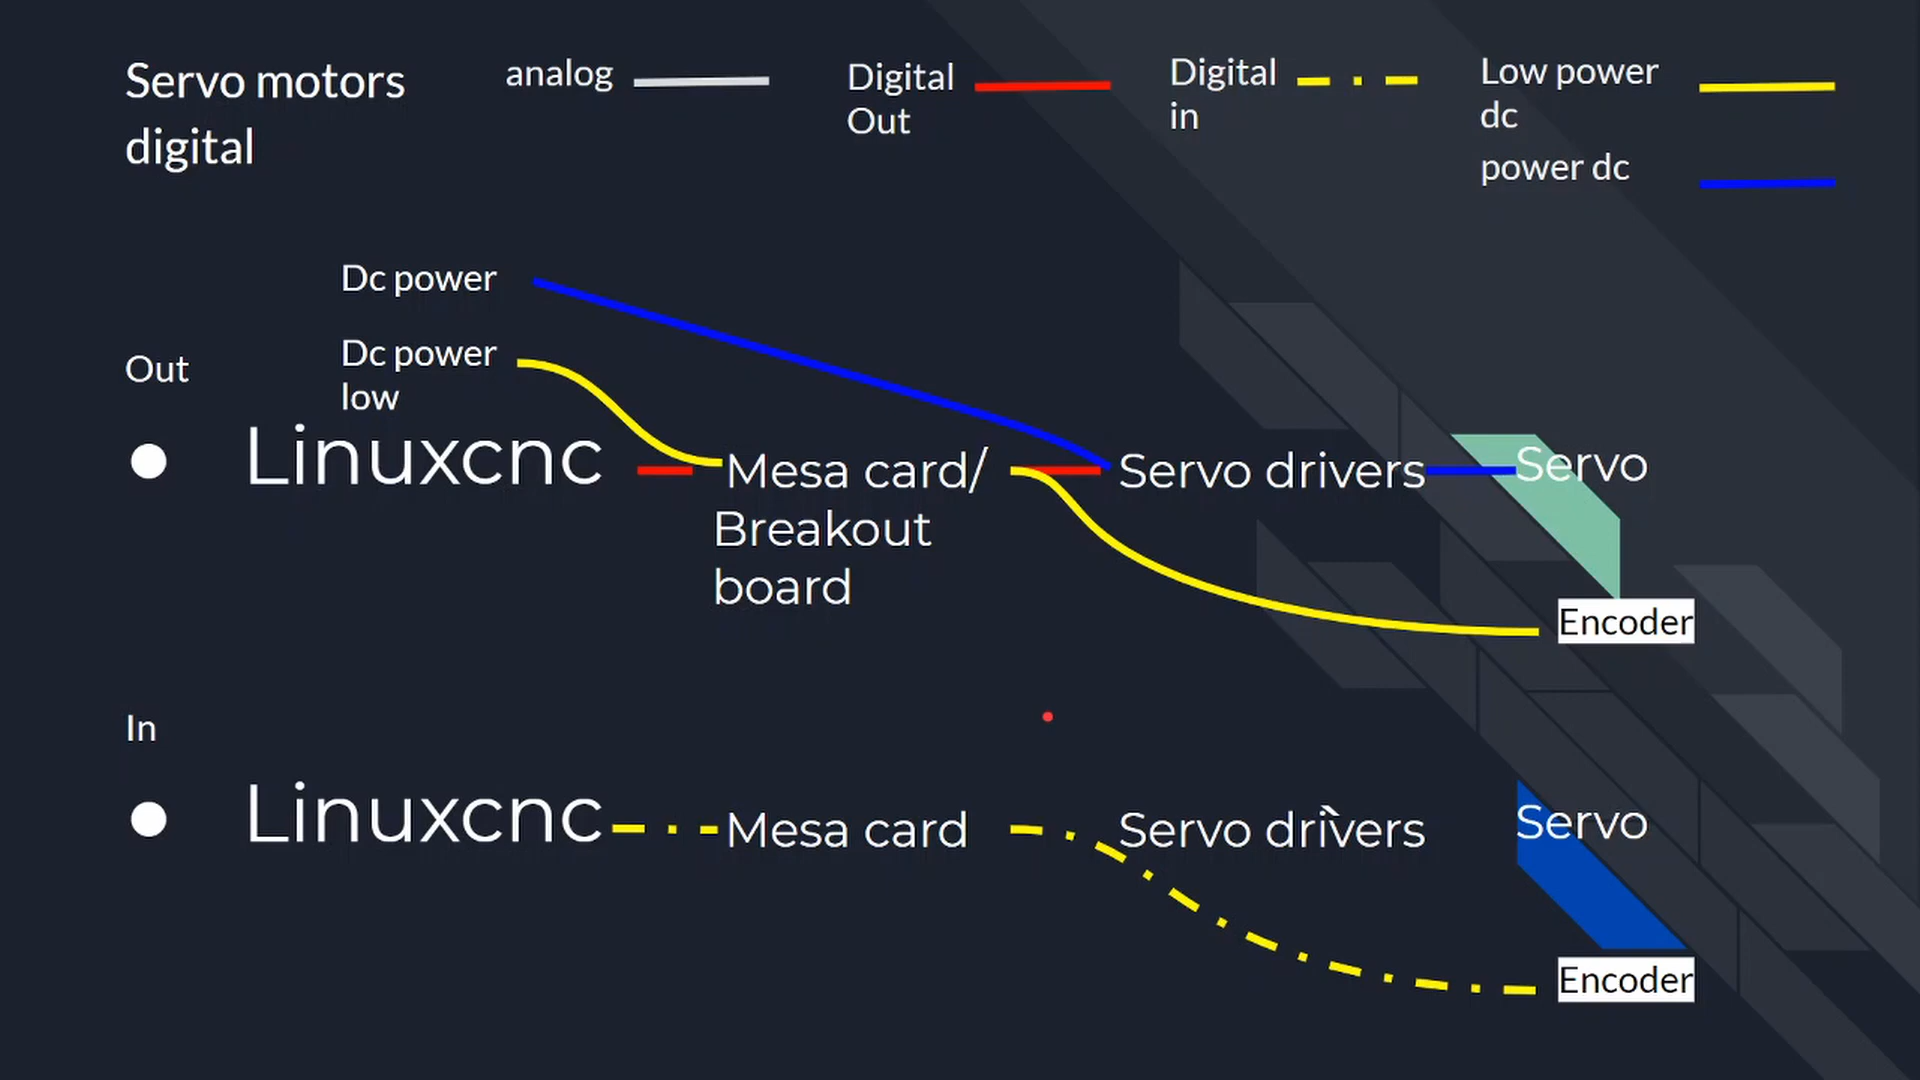 Servo motors
digital
analog
Digital
Out
Digital
in
Low power
dc
power dc
Dc power
Dc power
low
Out
Linuxcnc
Mesa card/
Breakout
board
Servo drivers
Servo
Encoder
In
Linuxcnc
Mesa card
Servo drivers
Servo
Encoder